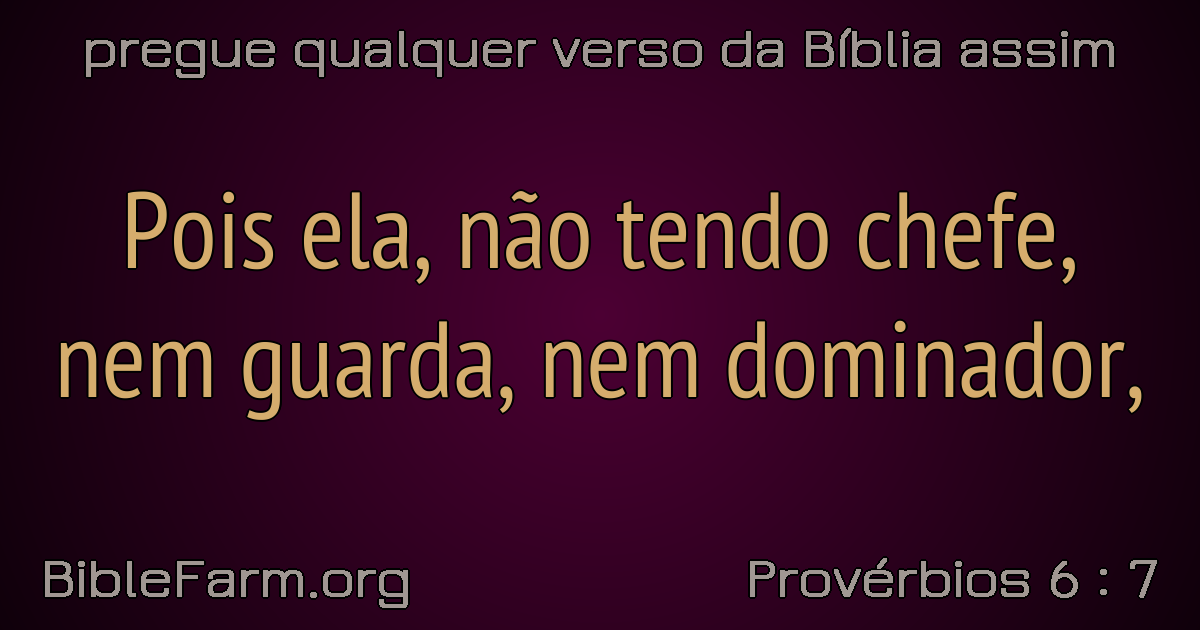 pregue qualquer verso da Bíblia assim
Pois ela, não tendo chefe,
nem guarda, nem dominador,
BibleFarm.org
Provérbios 6 : 7